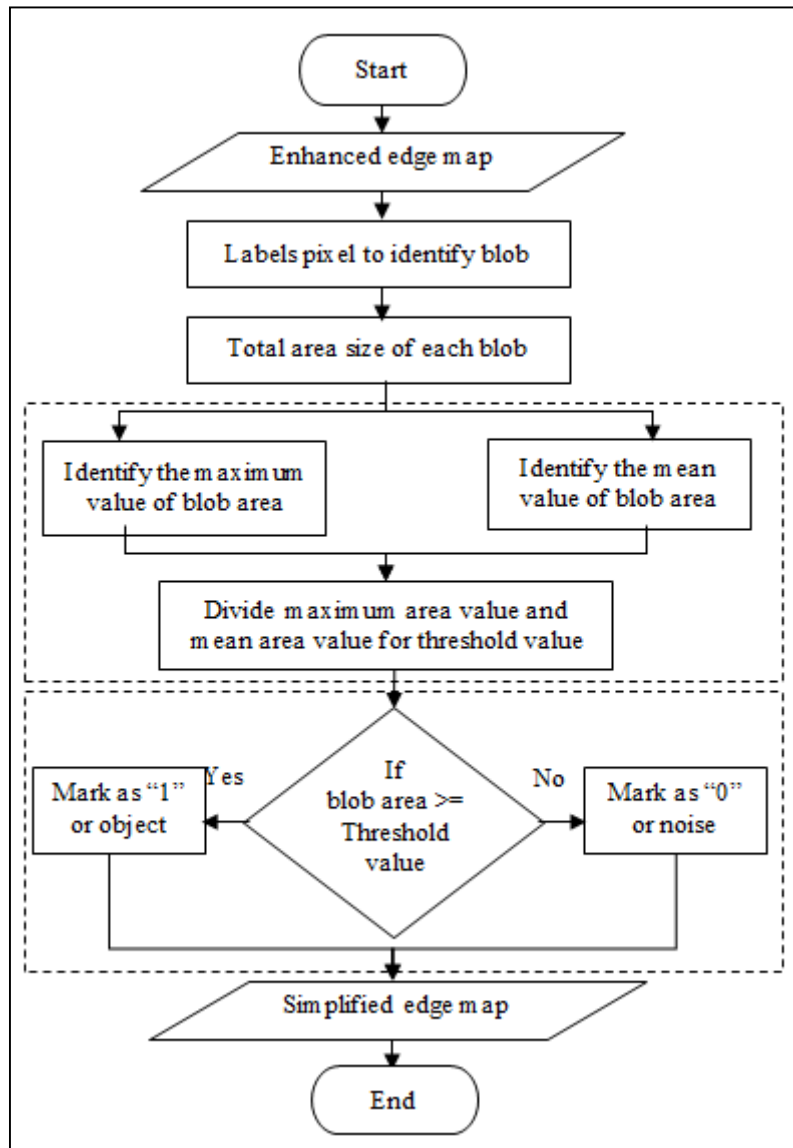 Start
Enhanced edge map
Labels pixel to identify blob
Total area size of each blob
Identify the maximum
value of blob area
Identify the mean
value of blob area
Divide maximum area value and
mean area value for threshold value
If
blob area >=
Threshold
value
Yes
No
Mark as “1”
or object
Mark as “0”
or noise
Simplified edge map
End